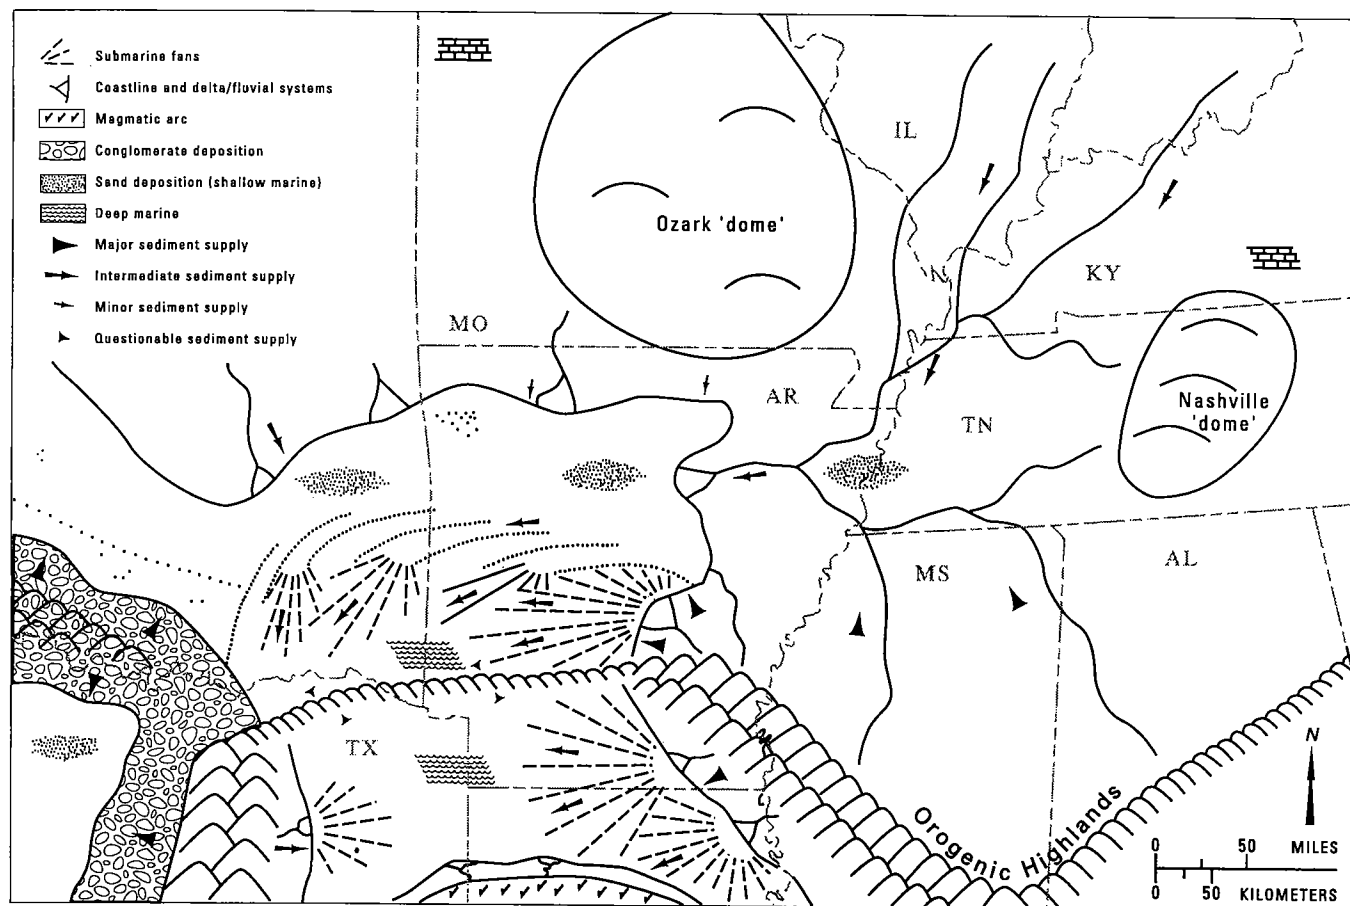 Submarine fans
Coastline and delta/fluvial systems
Magmatic arc
Conglomerate deposition
Sand deposition (shallow marine)
Deep marine
Major sediment supply
Intermediate sediment supply
Minor sediment supply
Questionable sediment supply
IL
Ozark 'dome'
KY
MO
AR
TN
Nashville
'dome'
MS
AL
TX
Orogenic Highlands
N
0 50 MILES
0 50 KILOMETERS